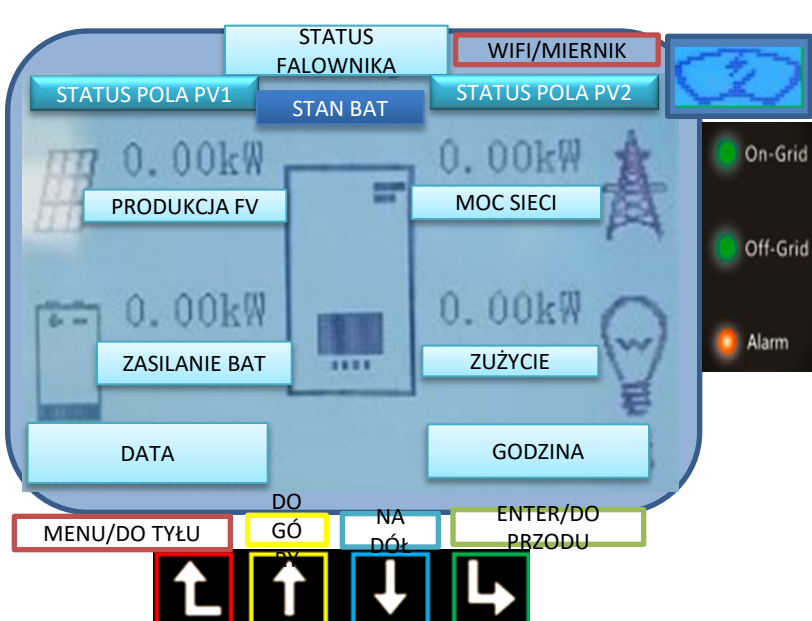 STATUS
FALOWNIKA
WIFI/MIERNIK
STATUS POLA PV1
STAN BAT
STATUS POLA PV2
0.00kW
0.00kW
On-Grid
PRODUKCJA FV
MOC SIECI
Off-Grid
0.00kW
0.00kW
Alarm
ZASILANIE BAT
ZUŻYCIE
DATA
GODZINA
MENU/DO TYŁU
DO
GÓ
RY
NA
DÓŁ
ENTER/DO
PRZODU